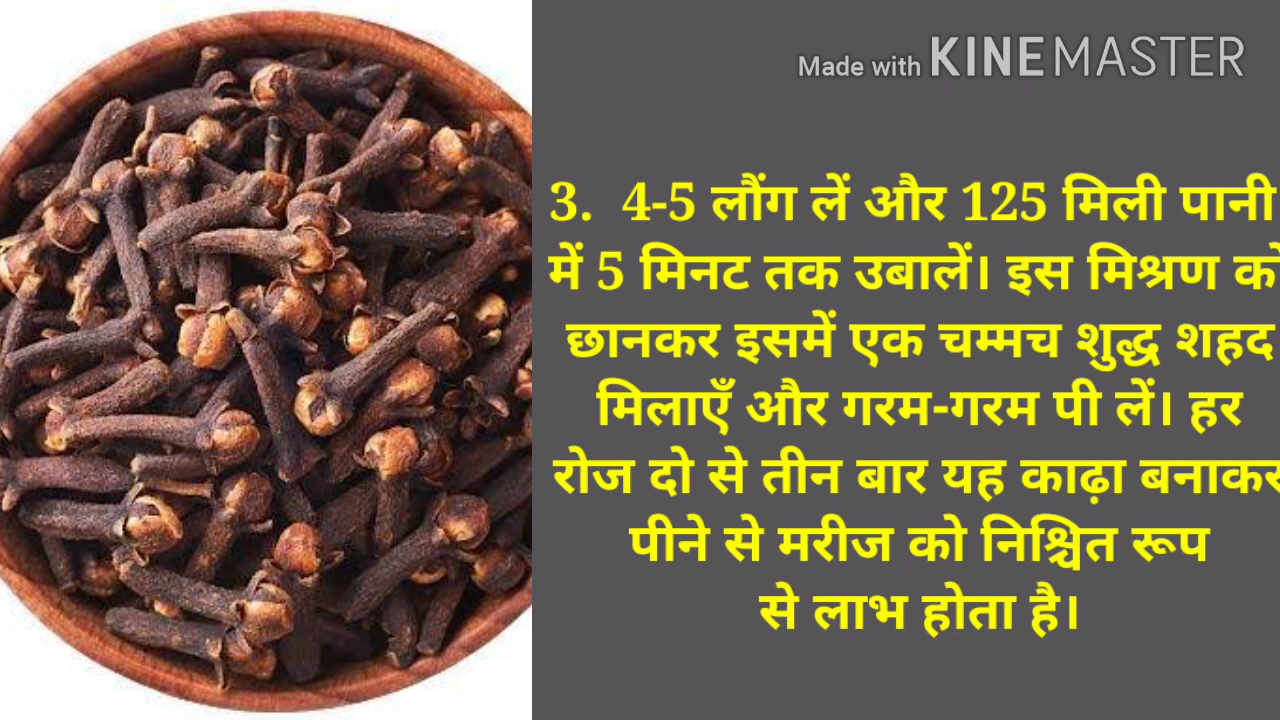 Made with KINEMASTER
3. 4-5 लौंग लें और 125 मिली पानी
में 5 मिनट तक उबालें। इस मिश्रण को
छानकर इसमें एक चम्मच शुद्ध शहद
मिलाएँ और गरम-गरम पी लें। हर
रोज दो से तीन बार यह काढ़ा बनाकर
पीने से मरीज को निश्चित रूप
से लाभ होता है।